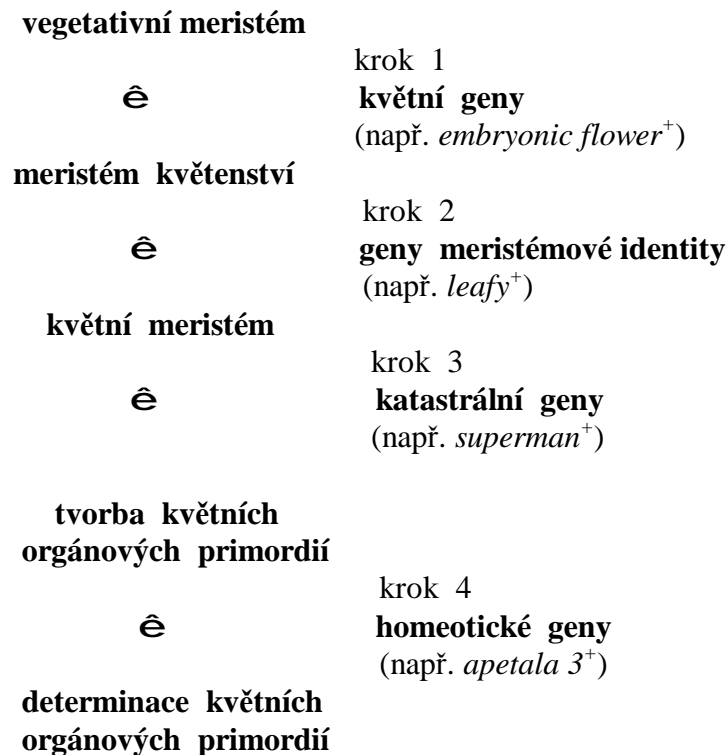 vegetativní meristém
krok 1
ê květní geny
(např. embryonic flower+)
meristém květenství
krok 2
ê geny meristémové identity
(např. leafy+)
květní meristém
krok 3
ê katastrální geny
(např. superman+)
tvorba květních
orgánových primordií
krok 4
ê homeotické geny
(např. apetala 3+)
determinace květních
orgánových primordií